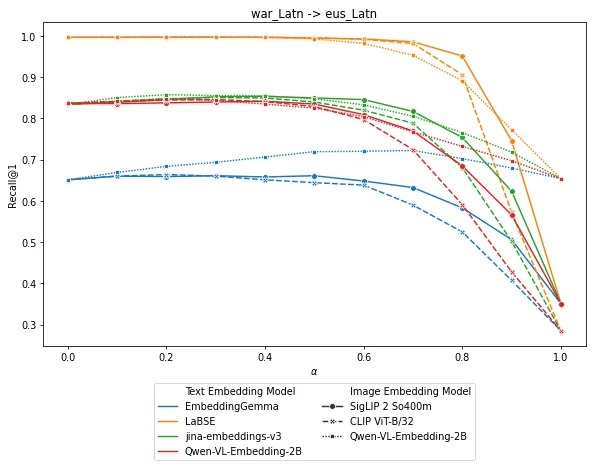 war_Latn -> eus_Latn
1.0
0.9
0.8
0.7
0.6
0.5
0.4
0.3
Recall@1
0.0 0.2 0.4 0.6 0.8 1.0
α
Text Embedding Model Image Embedding Model
EmbeddingGemma SigLIP 2 So400m
LaBSE CLIP ViT-B/32
jina-embeddings-v3 Qwen-VL-Embedding-2B
Qwen-VL-Embedding-2B